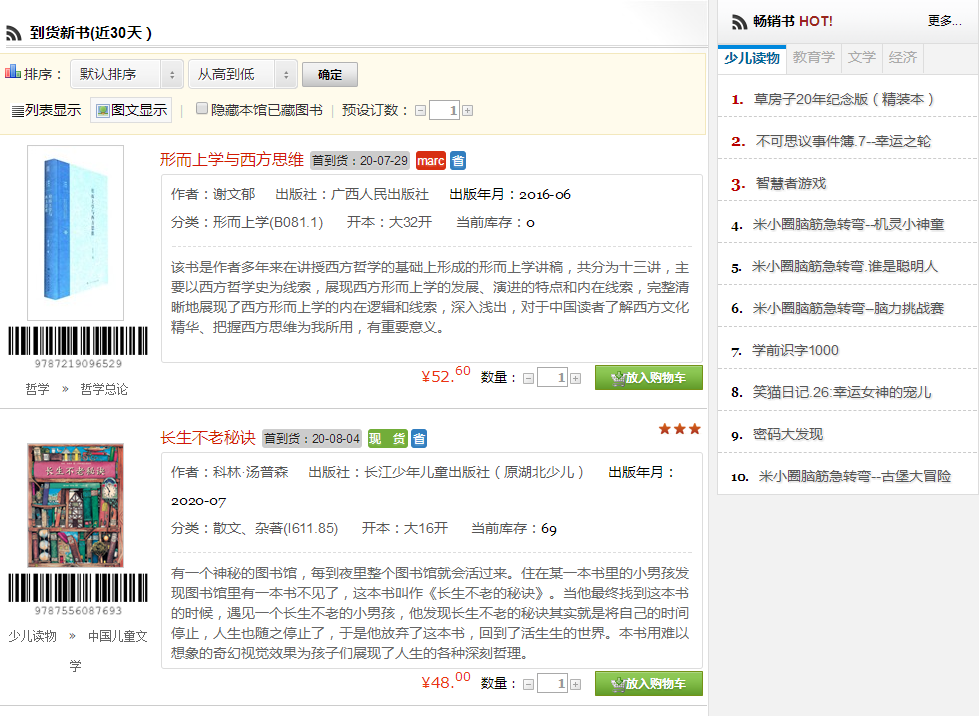 到货新书(近30天 )
排序： 默认排序 从高到低 确定
列表显示 图文显示 | 隐藏本馆已藏图书 | 预设订数： 1
形而上学与西方思维 首到货：20-07-29 marc 省
作者：谢文郁 出版社：广西人民出版社 出版年月：2016-06
分类：形而上学(B081.1) 开本：大32开 当前库存：0
该书是作者多年来在讲授西方哲学的基础上形成的形而上学讲稿，共分为十三讲，主
要以西方哲学史为线索，展现西方形而上学的发展、演进的特点和内在线索，完整清
晰地展现了西方形而上学的内在逻辑和线索，深入浅出，对于中国读者了解西方文化
精华、把握西方思维为我所用，有重要意义。
9787219096529
哲学 » 哲学总论
¥52.60 数量： 1 放入购物车
长生不老秘诀 首到货：20-08-04 现 货 省
作者：科林·汤普森 出版社：长江少年儿童出版社（原湖北少儿） 出版年月：
2020-07
分类：散文、杂著(I611.85) 开本：大16开 当前库存：69
长生不老秘诀
有一个神秘的图书馆，每到夜里整个图书馆就会活过来。住在某一本书里的小男孩发
现图书馆里有一本书不见了，这本书叫作《长生不老的秘诀》。当他最终找到这本书
的时候，遇见一个长生不老的小男孩，他发现长生不老的秘诀其实就是将自己的时间
停止，人生也随之停止了，于是他放弃了这本书，回到了活生生的世界。本书用难以
想象的奇幻视觉效果为孩子们展现了人生的各种深刻哲理。
9787556087693
少儿读物 » 中国儿童文
学
¥48.00 数量： 1 放入购物车
畅销书 HOT! 更多...
少儿读物 教育学 文学 经济
1. 草房子20年纪念版（精装本）
2. 不可思议事件簿.7--幸运之轮
3. 智慧者游戏
4. 米小圈脑筋急转弯--机灵小神童
5. 米小圈脑筋急转弯.谁是聪明人
6. 米小圈脑筋急转弯--脑力挑战赛
7. 学前识字1000
8. 笑猫日记.26:幸运女神的宠儿
9. 密码大发现
10. 米小圈脑筋急转弯--古堡大冒险